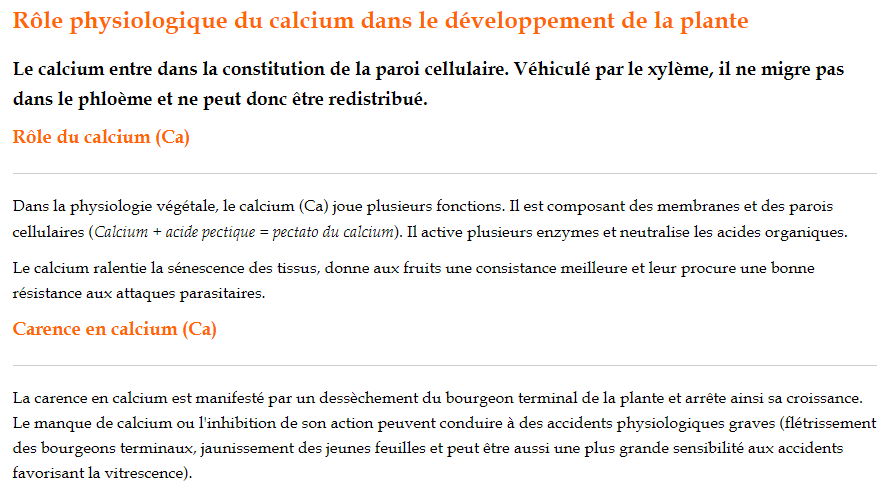 Rôle physiologique du calcium dans le développement de la plante
Le calcium entre dans la constitution de la paroi cellulaire. Véhiculé par le xylème, il ne migre pas
dans le phloème et ne peut donc être redistribué.
Rôle du calcium (Ca)
Dans la physiologie végétale, le calcium (Ca) joue plusieurs fonctions. Il est composant des membranes et des parois
cellulaires (Calcium + acide pectique = pectato du calcium). Il active plusieurs enzymes et neutralise les acides organiques.
Le calcium ralentie la sénescence des tissus, donne aux fruits une consistance meilleure et leur procure une bonne
résistance aux attaques parasitaires.
Carence en calcium (Ca)
La carence en calcium est manifesté par un dessèchement du bourgeon terminal de la plante et arrête ainsi sa croissance.
Le manque de calcium ou l'inhibition de son action peuvent conduire à des accidents physiologiques graves (flétrissement
des bourgeons terminaux, jaunissement des jeunes feuilles et peut être aussi une plus grande sensibilité aux accidents
favorisant la vitrescence).